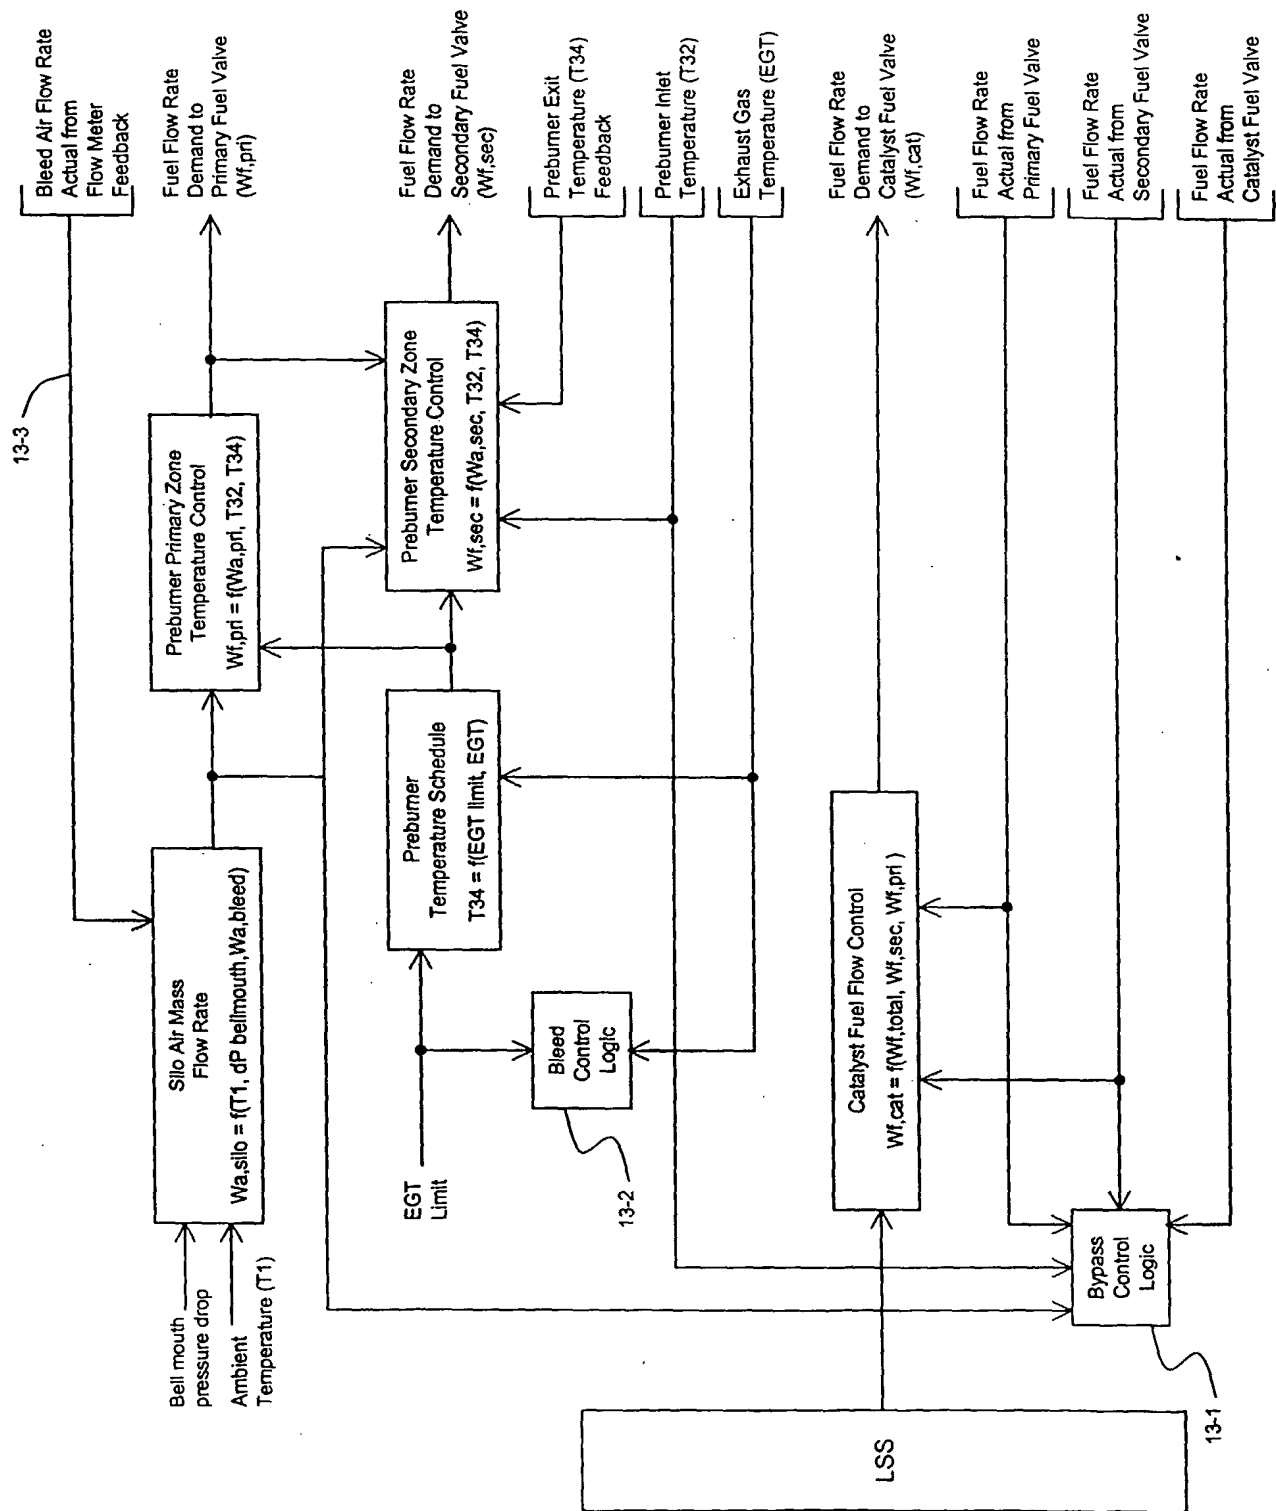 13-3
Bleed Air Flow Rate
Actual from
Flow Meter
Feedback
Fuel Flow Rate
Demand to
Primary Fuel Valve
(Wf,pri)
Fuel Flow Rate
Demand to
Secondary Fuel Valve
(Wf,sec)
Preburner Exit
Temperature (T34)
Feedback
Preburner Inlet
Temperature (T32)
Exhaust Gas
Temperature (EGT)
Fuel Flow Rate
Demand to
Catalyst Fuel Valve
(Wf,cat)
Fuel Flow Rate
Actual from
Primary Fuel Valve
Fuel Flow Rate
Actual from
Secondary Fuel Valve
Fuel Flow Rate
Actual from
Catalyst Fuel Valve
Preburner Primary Zone
Temperature Control
Wf,pri = f(Wa,pri, T32, T34)
Preburner Secondary Zone
Temperature Control
Wf,sec = f(Wa,sec, T32, T34)
Silo Air Mass
Flow Rate
Wa,silo = f(T1, dP bellmouth,Wa,bleed)
Preburner
Temperature Schedule
T34 = f(EGT limit, EGT)
Bleed
Control
Logic
13-2
Catalyst Fuel Flow Control
Wf,cat = f(Wf,total, Wf,sec, Wf,pri )
Bell mouth
pressure drop
Ambient
Temperature (T1)
EGT
Limit
Bypass
Control
Logic
13-1
LSS